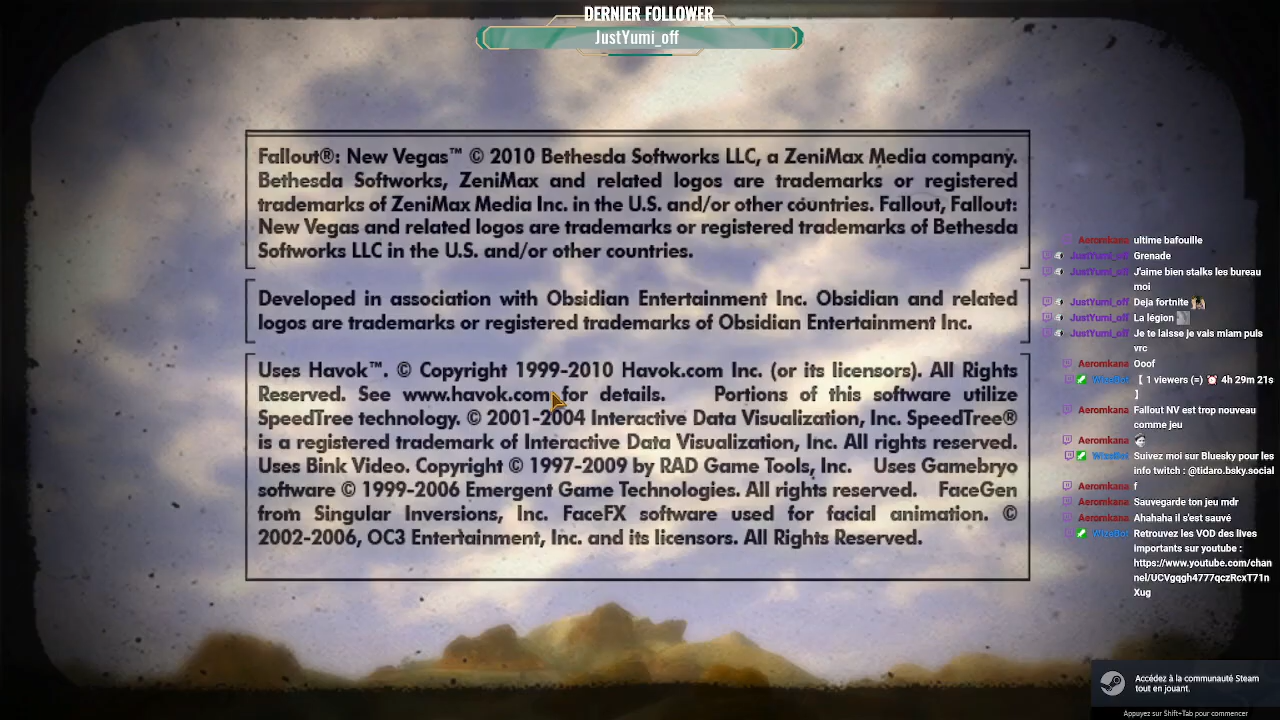 DERNIER FOLLOWER
JustYumi_off
Fallout®: New Vegas™ © 2010 Bethesda Softworks LLC, a ZeniMax Media company.
Bethesda Softworks, ZeniMax and related logos are trademarks or registered
trademarks of ZeniMax Media Inc. in the U.S. and/or other countries. Fallout, Fallout:
New Vegas and related logos are trademarks or registered trademarks of Bethesda
Softworks LLC in the U.S. and/or other countries.
Developed in association with Obsidian Entertainment Inc. Obsidian and related
logos are trademarks or registered trademarks of Obsidian Entertainment Inc.
Uses Havok™. © Copyright 1999-2010 Havok.com Inc. (or its licensors). All Rights
Reserved. See www.havok.com for details. Portions of this software utilize
SpeedTree technology. © 2001-2004 Interactive Data Visualization, Inc. SpeedTree®
is a registered trademark of Interactive Data Visualization, Inc. All rights reserved.
Uses Bink Video. Copyright © 1997-2009 by RAD Game Tools, Inc. Uses Gamebryo
software © 1999-2006 Emergent Game Technologies. All rights reserved. FaceGen
from Singular Inversions, Inc. FaceFX software used for facial animation. ©
2002-2006, OC3 Entertainment, Inc. and its licensors. All Rights Reserved.
Aeromkana ultime bafouille
JustYumi_off Grenade
JustYumi_off J'aime bien stalks les bureau
moi
JustYumi_off Deja fortnite
JustYumi_off La légion
JustYumi_off Je te laisse je vais miam puis
vrc
Aeromkana Ooof
WizeBot 【 1 viewers (=) ⏰ 4h 29m 21s
】
Aeromkana Fallout NV est trop nouveau
comme jeu
Aeromkana
WizeBot Suivez moi sur Bluesky pour les
info twitch : @tidaro.bsky.social
Aeromkana f
Aeromkana Sauvegarde ton jeu mdr
Aeromkana Ahahaha il s'est sauvé
WizeBot Retrouvez les VOD des lives
importants sur youtube :
https://www.youtube.com/chan
nel/UCVgqgh4777qczRcxT71n
Xug
Accédez à la communauté Steam
tout en jouant.
Appuyez sur Shift+Tab pour commencer